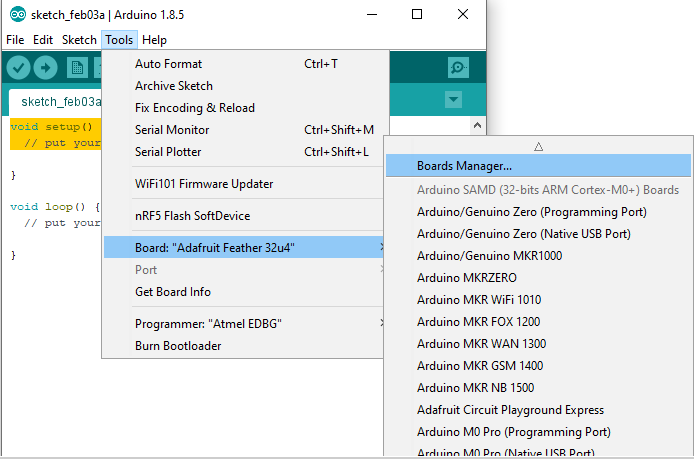 sketch_feb03a | Arduino 1.8.5
File Edit Sketch Tools Help
sketch_feb03a
void setup()
// put your
}
void loop() {
// put your
}
Auto Format Ctrl+T
Archive Sketch
Fix Encoding & Reload
Serial Monitor Ctrl+Shift+M
Serial Plotter Ctrl+Shift+L
WiFi101 Firmware Updater
nRF5 Flash SoftDevice
Board: "Adafruit Feather 32u4"
Port
Get Board Info
Programmer: "Atmel EDBG"
Burn Bootloader
Boards Manager...
Arduino SAMD (32-bits ARM Cortex-M0+) Boards
Arduino/Genuino Zero (Programming Port)
Arduino/Genuino Zero (Native USB Port)
Arduino/Genuino MKR1000
Arduino MKRZERO
Arduino MKR WiFi 1010
Arduino MKR FOX 1200
Arduino MKR WAN 1300
Arduino MKR GSM 1400
Arduino MKR NB 1500
Adafruit Circuit Playground Express
Arduino M0 Pro (Programming Port)
Arduino M0 Pro (Native USB Port)